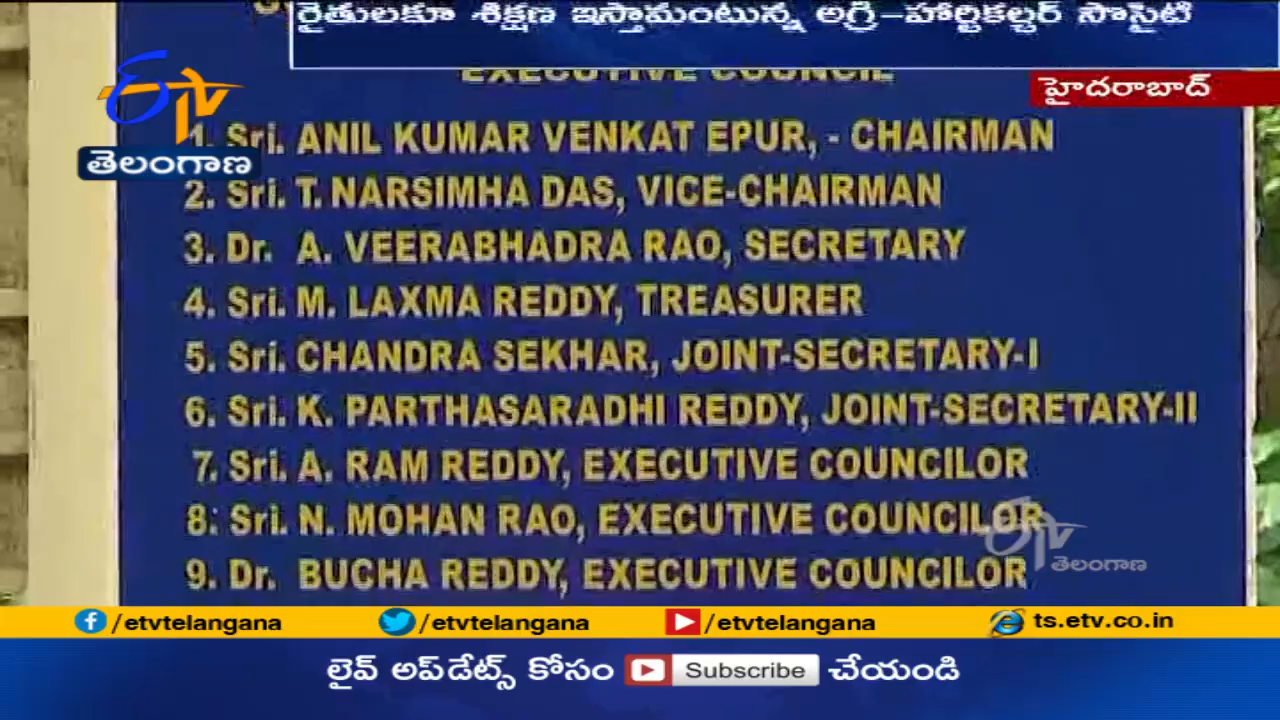 రైతులకూ శిక్షణ ఇస్తామంటున్న అగ్రి-హార్టికల్చర్ సొసైటీ
EXECUTIVE COUNCIL
హైదరాబాద్
ETV
తెలంగాణ
1. Sri. ANIL KUMAR VENKAT EPUR, - CHAIRMAN
2. Sri. T. NARSIMHA DAS, VICE-CHAIRMAN
3. Dr. A. VEERABHADRA RAO, SECRETARY
4. Sri. M. LAXMA REDDY, TREASURER
5. Sri. CHANDRA SEKHAR, JOINT-SECRETARY-I
6. Sri. K. PARTHASARADHI REDDY, JOINT-SECRETARY-II
7. Sri. A. RAM REDDY, EXECUTIVE COUNCILOR
8. Sri. N. MOHAN RAO, EXECUTIVE COUNCILOR
9. Dr. BUCHA REDDY, EXECUTIVE COUNCILOR
ETV తెలంగాణ
/etvtelangana /etvtelangana /etvtelangana ts.etv.co.in
లైవ్ అప్‌డేట్స్ కోసం Subscribe చేయండి